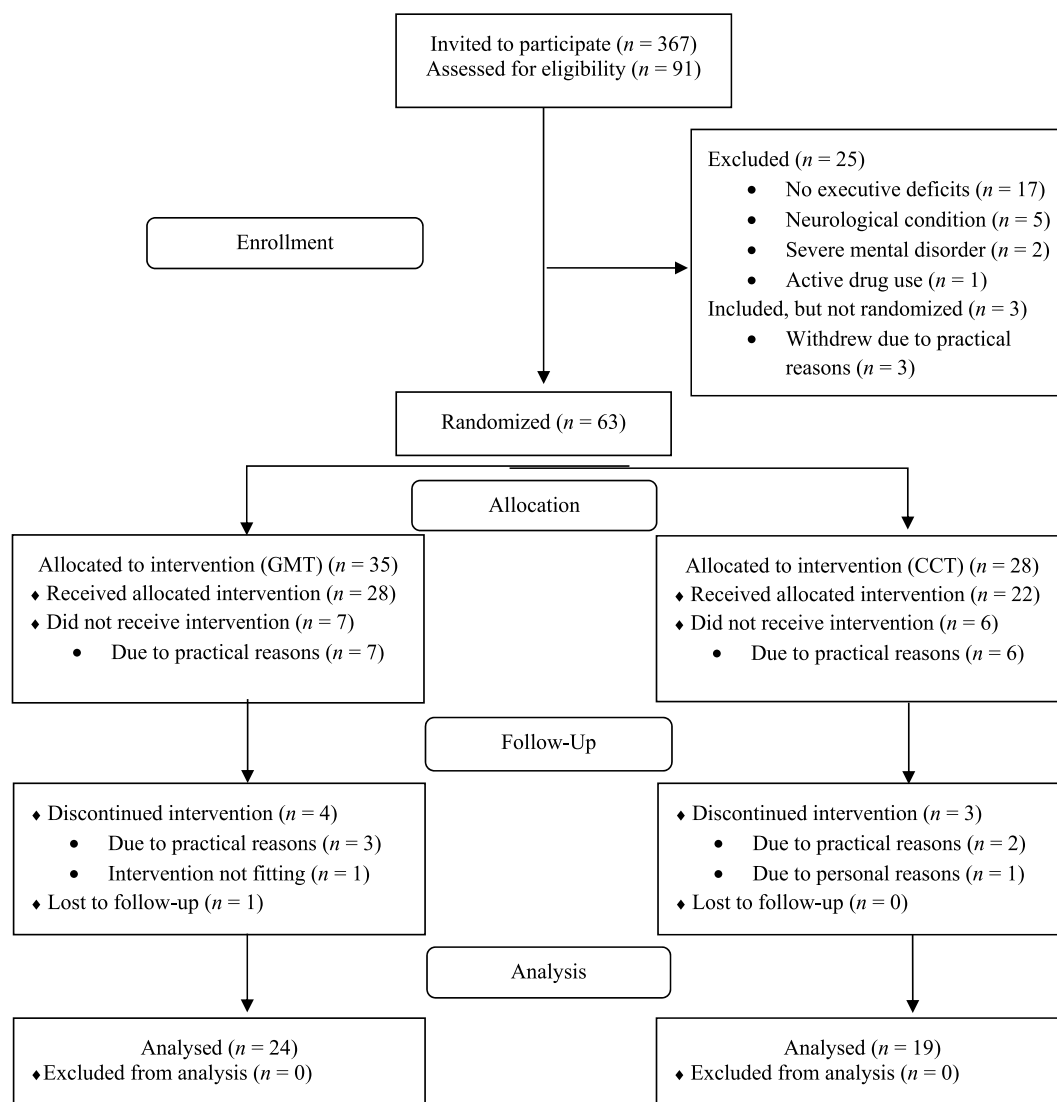 Invited to participate (n = 367)
Assessed for eligibility (n = 91)
Excluded (n = 25)
• No executive deficits (n = 17)
• Neurological condition (n = 5)
• Severe mental disorder (n = 2)
• Active drug use (n = 1)
Included, but not randomized (n = 3)
• Withdrew due to practical
reasons (n = 3)
Enrollment
Randomized (n = 63)
Allocation
Allocated to intervention (GMT) (n = 35)
♦ Received allocated intervention (n = 28)
♦ Did not receive intervention (n = 7)
• Due to practical reasons (n = 7)
Allocated to intervention (CCT) (n = 28)
♦ Received allocated intervention (n = 22)
♦ Did not receive intervention (n = 6)
• Due to practical reasons (n = 6)
Follow-Up
♦ Discontinued intervention (n = 4)
• Due to practical reasons (n = 3)
• Intervention not fitting (n = 1)
♦ Lost to follow-up (n = 1)
♦ Discontinued intervention (n = 3)
• Due to practical reasons (n = 2)
• Due to personal reasons (n = 1)
♦ Lost to follow-up (n = 0)
Analysis
Analysed (n = 24)
♦Excluded from analysis (n = 0)
Analysed (n = 19)
♦ Excluded from analysis (n = 0)